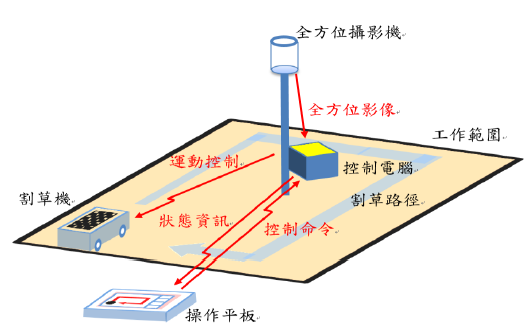 全方位攝影機
全方位影像
工作範圍
運動控制
控制電腦
割草機
割草路徑
狀態資訊
控制命令
操作平板